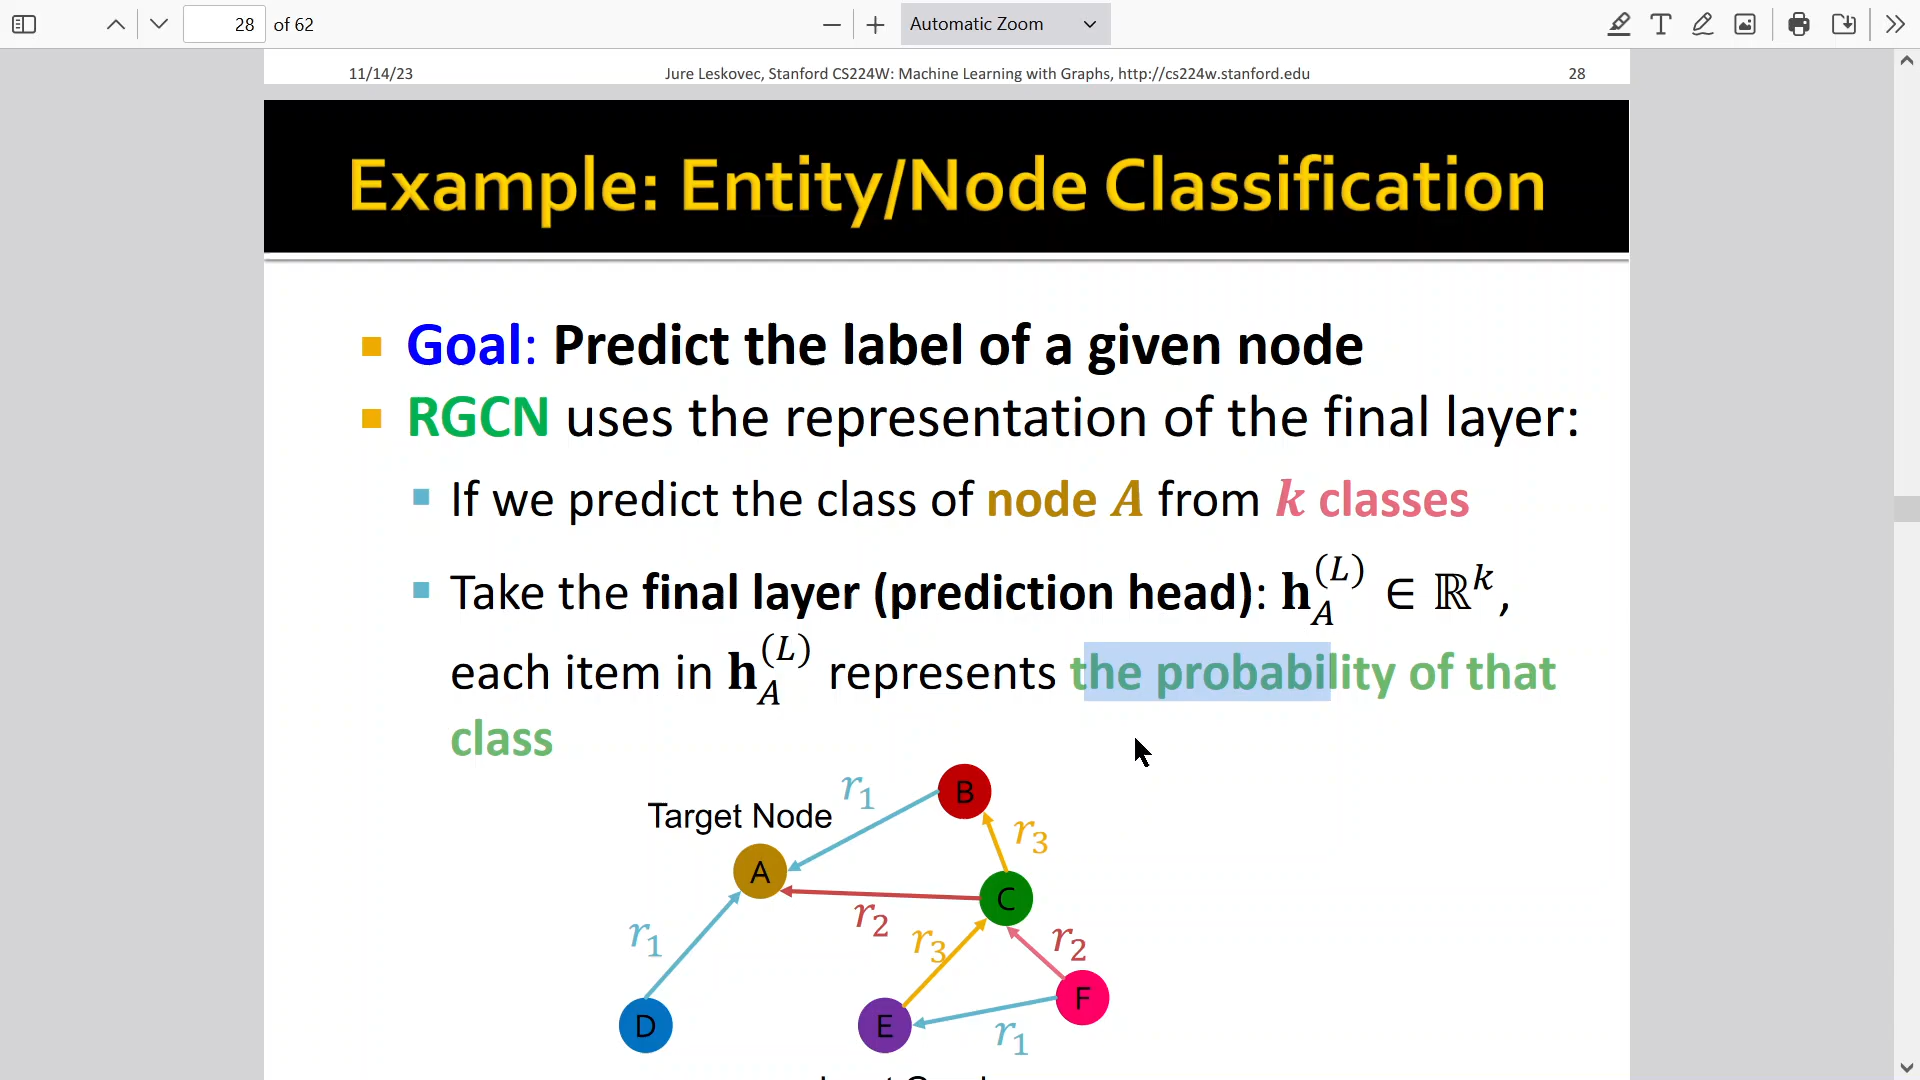 28 of 62
Automatic Zoom
11/14/23 Jure Leskovec, Stanford CS224W: Machine Learning with Graphs, http://cs224w.stanford.edu 28
Example: Entity/Node Classification
Goal: Predict the label of a given node
RGCN uses the representation of the final layer:
If we predict the class of node A from k classes
Take the final layer (prediction head): h_A^(L) ∈ ℝ^k,
each item in h_A^(L) represents the probability of that
class
Target Node
r1
B
r3
A
r2
C
r1
r3
r2
D
E
r1
F